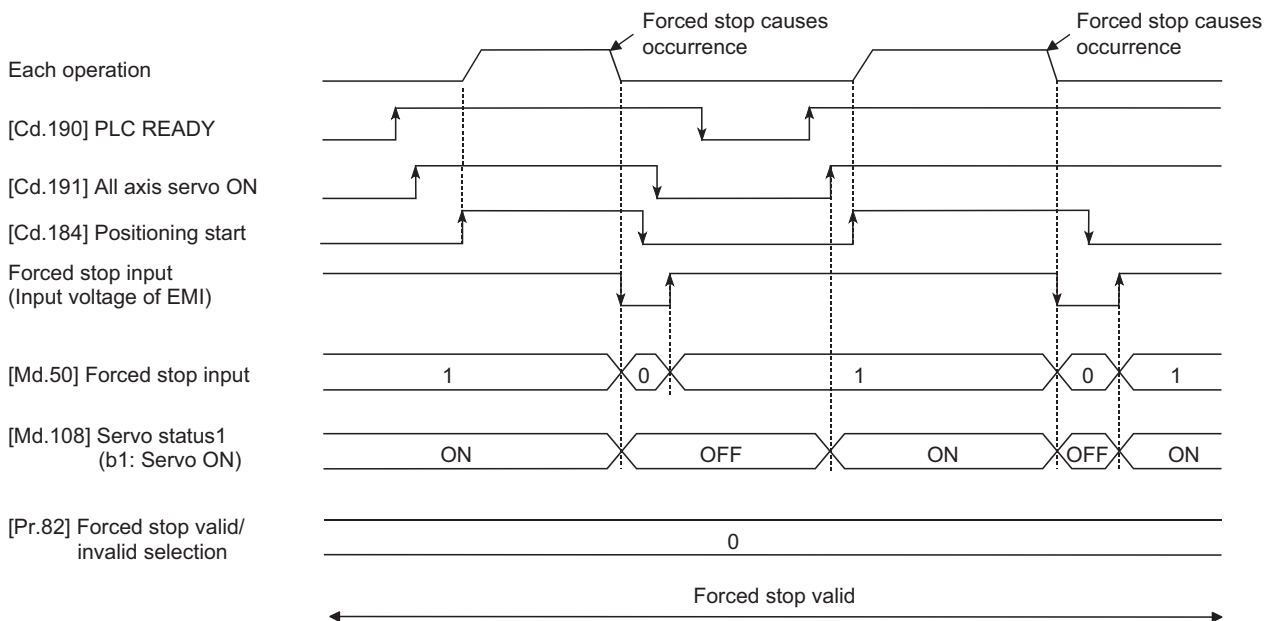 Forced stop causes
occurrence
Forced stop causes
occurrence
Each operation
[Cd.190] PLC READY
[Cd.191] All axis servo ON
[Cd.184] Positioning start
Forced stop input
(Input voltage of EMI)
[Md.50] Forced stop input
1 0 1 0 1
[Md.108] Servo status1
(b1: Servo ON)
ON OFF ON OFF ON
[Pr.82] Forced stop valid/
invalid selection
0
Forced stop valid